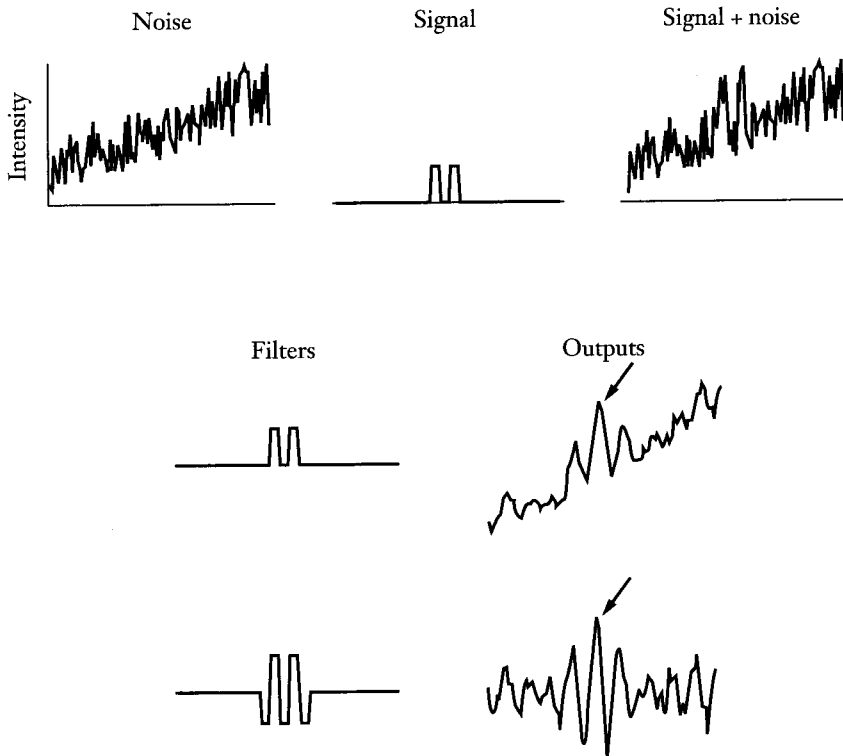 Noise
Signal
Signal + noise
Intensity
Filters
Outputs